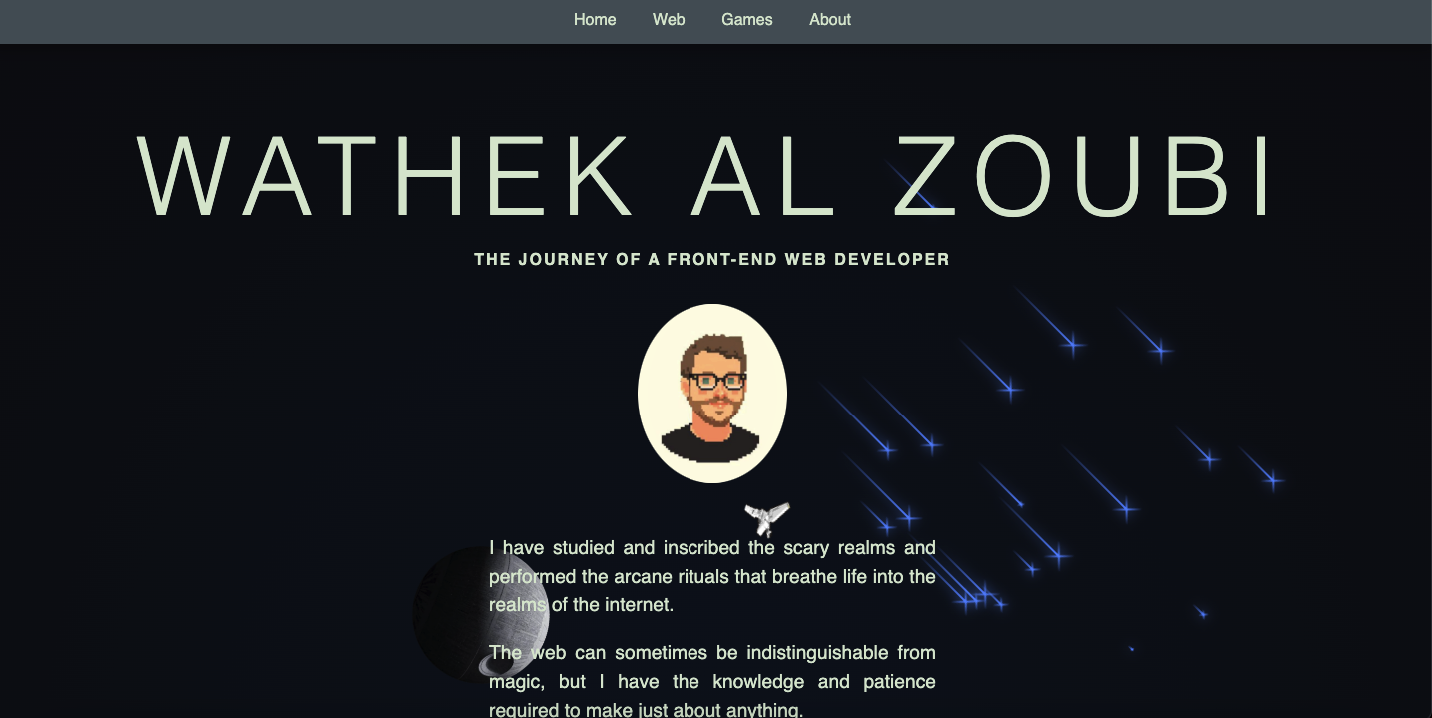 Home Web Games About
WATHEK AL ZOUBI
THE JOURNEY OF A FRONT-END WEB DEVELOPER
I have studied and inscribed the scary realms and
performed the arcane rituals that breathe life into the
realms of the internet.
The web can sometimes be indistinguishable from
magic, but I have the knowledge and patience
required to make just about anything.